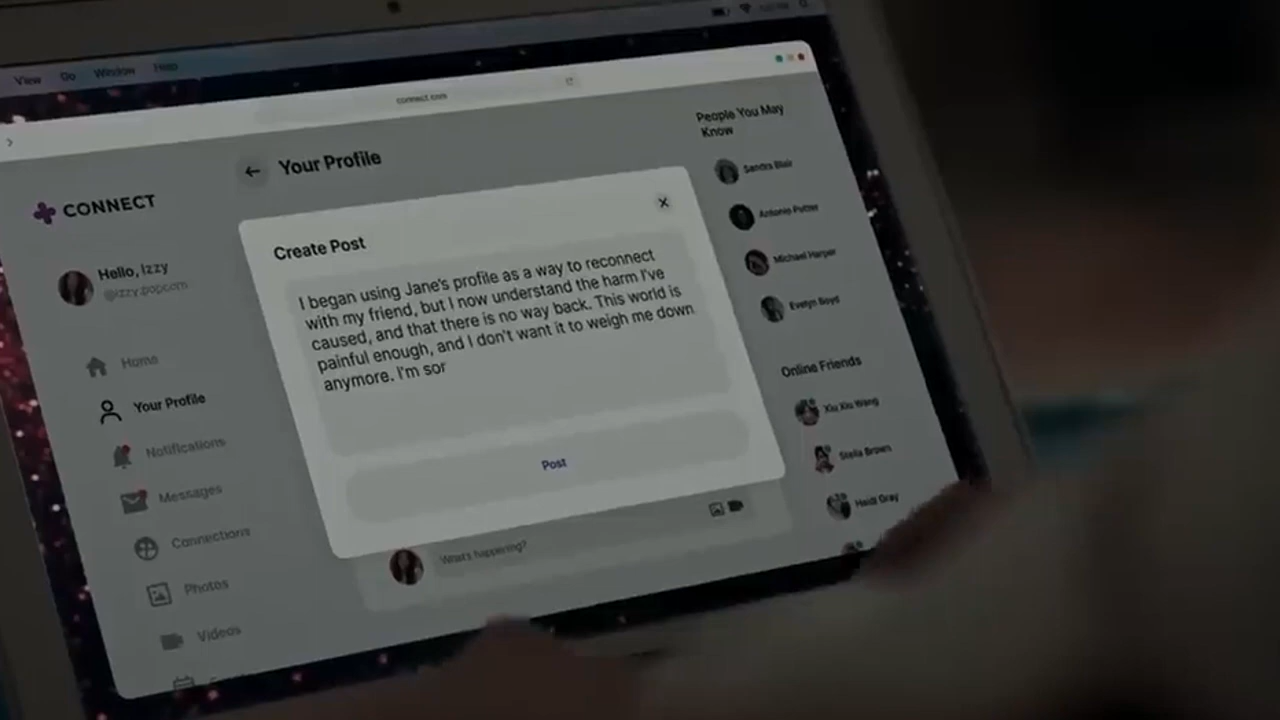 View Go Window Help
connect.com
CONNECT
Hello, Izzy
@izzy.popcorn
Home
Your Profile
Notifications
Messages
Connections
Photos
Videos
Your Profile
Create Post
I began using Jane's profile as a way to reconnect
with my friend, but I now understand the harm I've
caused, and that there is no way back. This world is
painful enough, and I don't want it to weigh me down
anymore. I'm sor
Post
What's happening?
People You May
Know
Sandra Blair
Antonio Potter
Michael Harper
Evelyn Boyd
Online Friends
Xiu Xiu Wang
Stella Brown
Heidi Gray